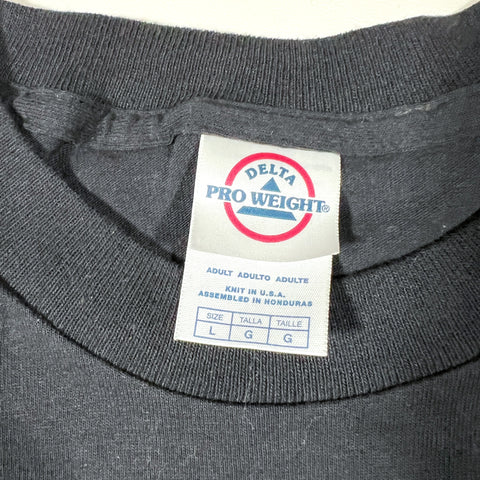 DELTA
PRO WEIGHT®
ADULT ADULTO ADULTE
KNIT IN U.S.A.
ASSEMBLED IN HONDURAS
SIZE TALLA TAILLE
L G G